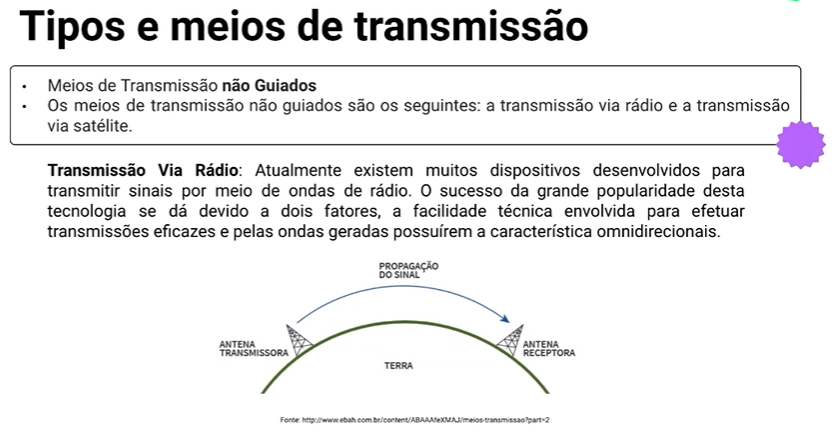 Tipos e meios de transmissão
• Meios de Transmissão não Guiados
• Os meios de transmissão não guiados são os seguintes: a transmissão via rádio e a transmissão
via satélite.
Transmissão Via Rádio: Atualmente existem muitos dispositivos desenvolvidos para
transmitir sinais por meio de ondas de rádio. O sucesso da grande popularidade desta
tecnologia se dá devido a dois fatores, a facilidade técnica envolvida para efetuar
transmissões eficazes e pelas ondas geradas possuírem a característica omnidirecionais.
PROPAGAÇÃO
DO SINAL
ANTENA
TRANSMISSORA
ANTENA
RECEPTORA
TERRA
Fonte: http://www.ebah.com.br/content/ABAAAfeXMAJ/meios-transmissao?part=2